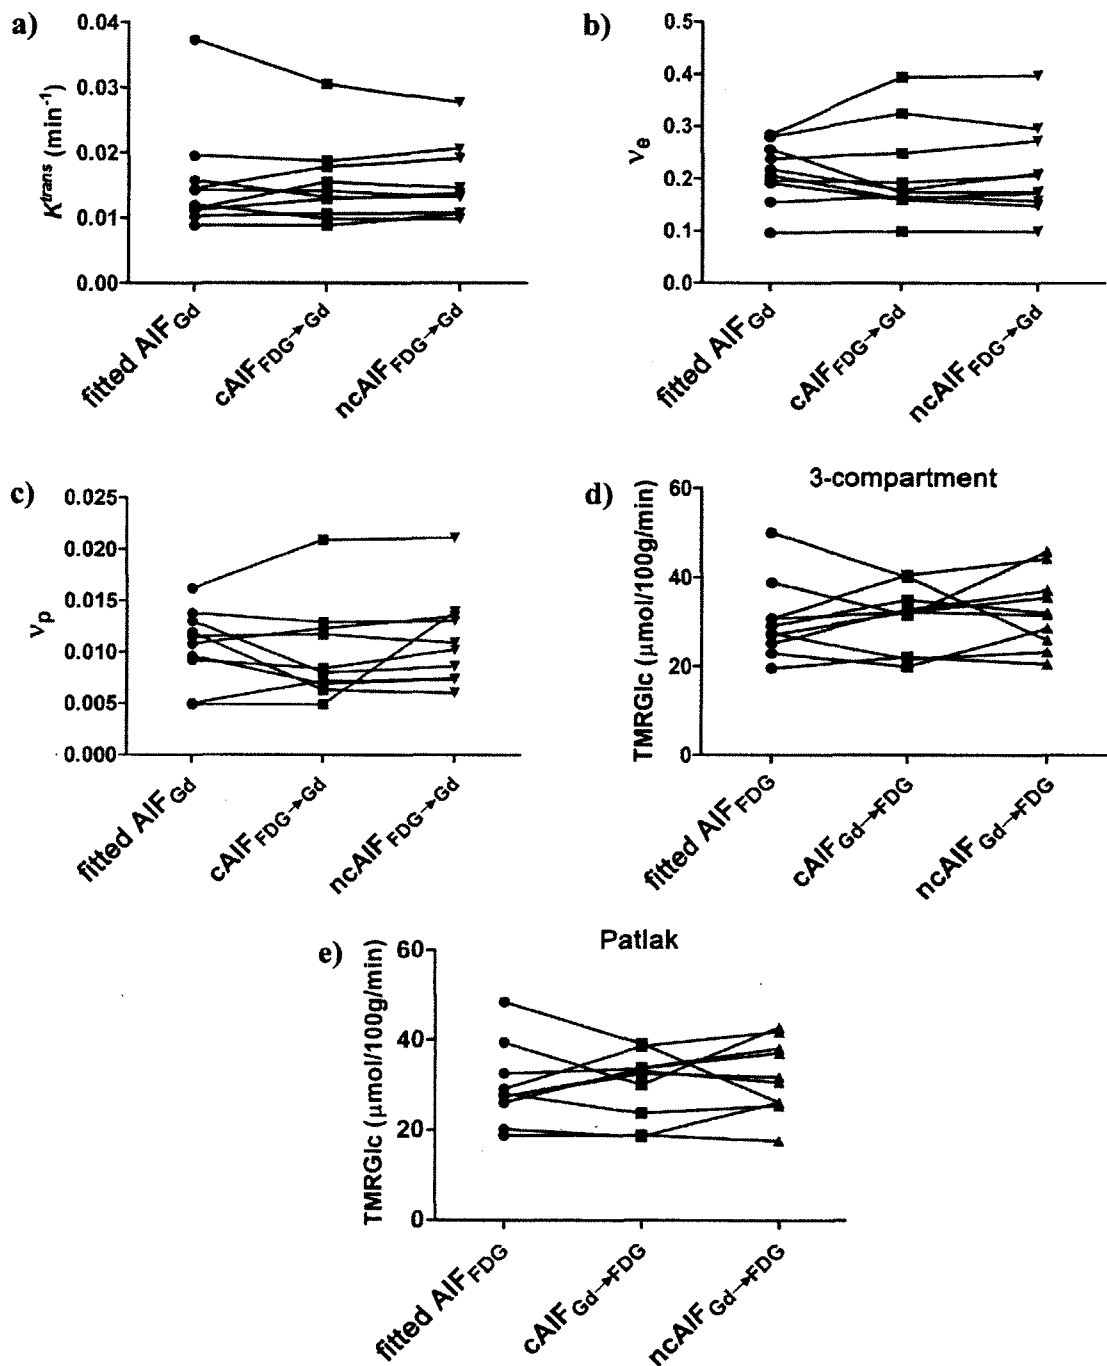 a)
0.04
0.03
0.02
0.01
0.00
Ktrans (min-1)
fitted AIFGd
cAIFFDG→Gd
ncAIFFDG→Gd
b)
0.5
0.4
0.3
0.2
0.1
0.0
νe
fitted AIFGd
cAIFFDG→Gd
ncAIFFDG→Gd
c)
0.025
0.020
0.015
0.010
0.005
0.000
νp
fitted AIFGd
cAIFFDG→Gd
ncAIFFDG→Gd
d)
3-compartment
60
40
20
0
TMRGlc (μmol/100g/min)
fitted AIFFDG
cAIFGd→FDG
ncAIFGd→FDG
e)
Patlak
60
40
20
0
TMRGlc (μmol/100g/min)
fitted AIFFDG
cAIFGd→FDG
ncAIFGd→FDG